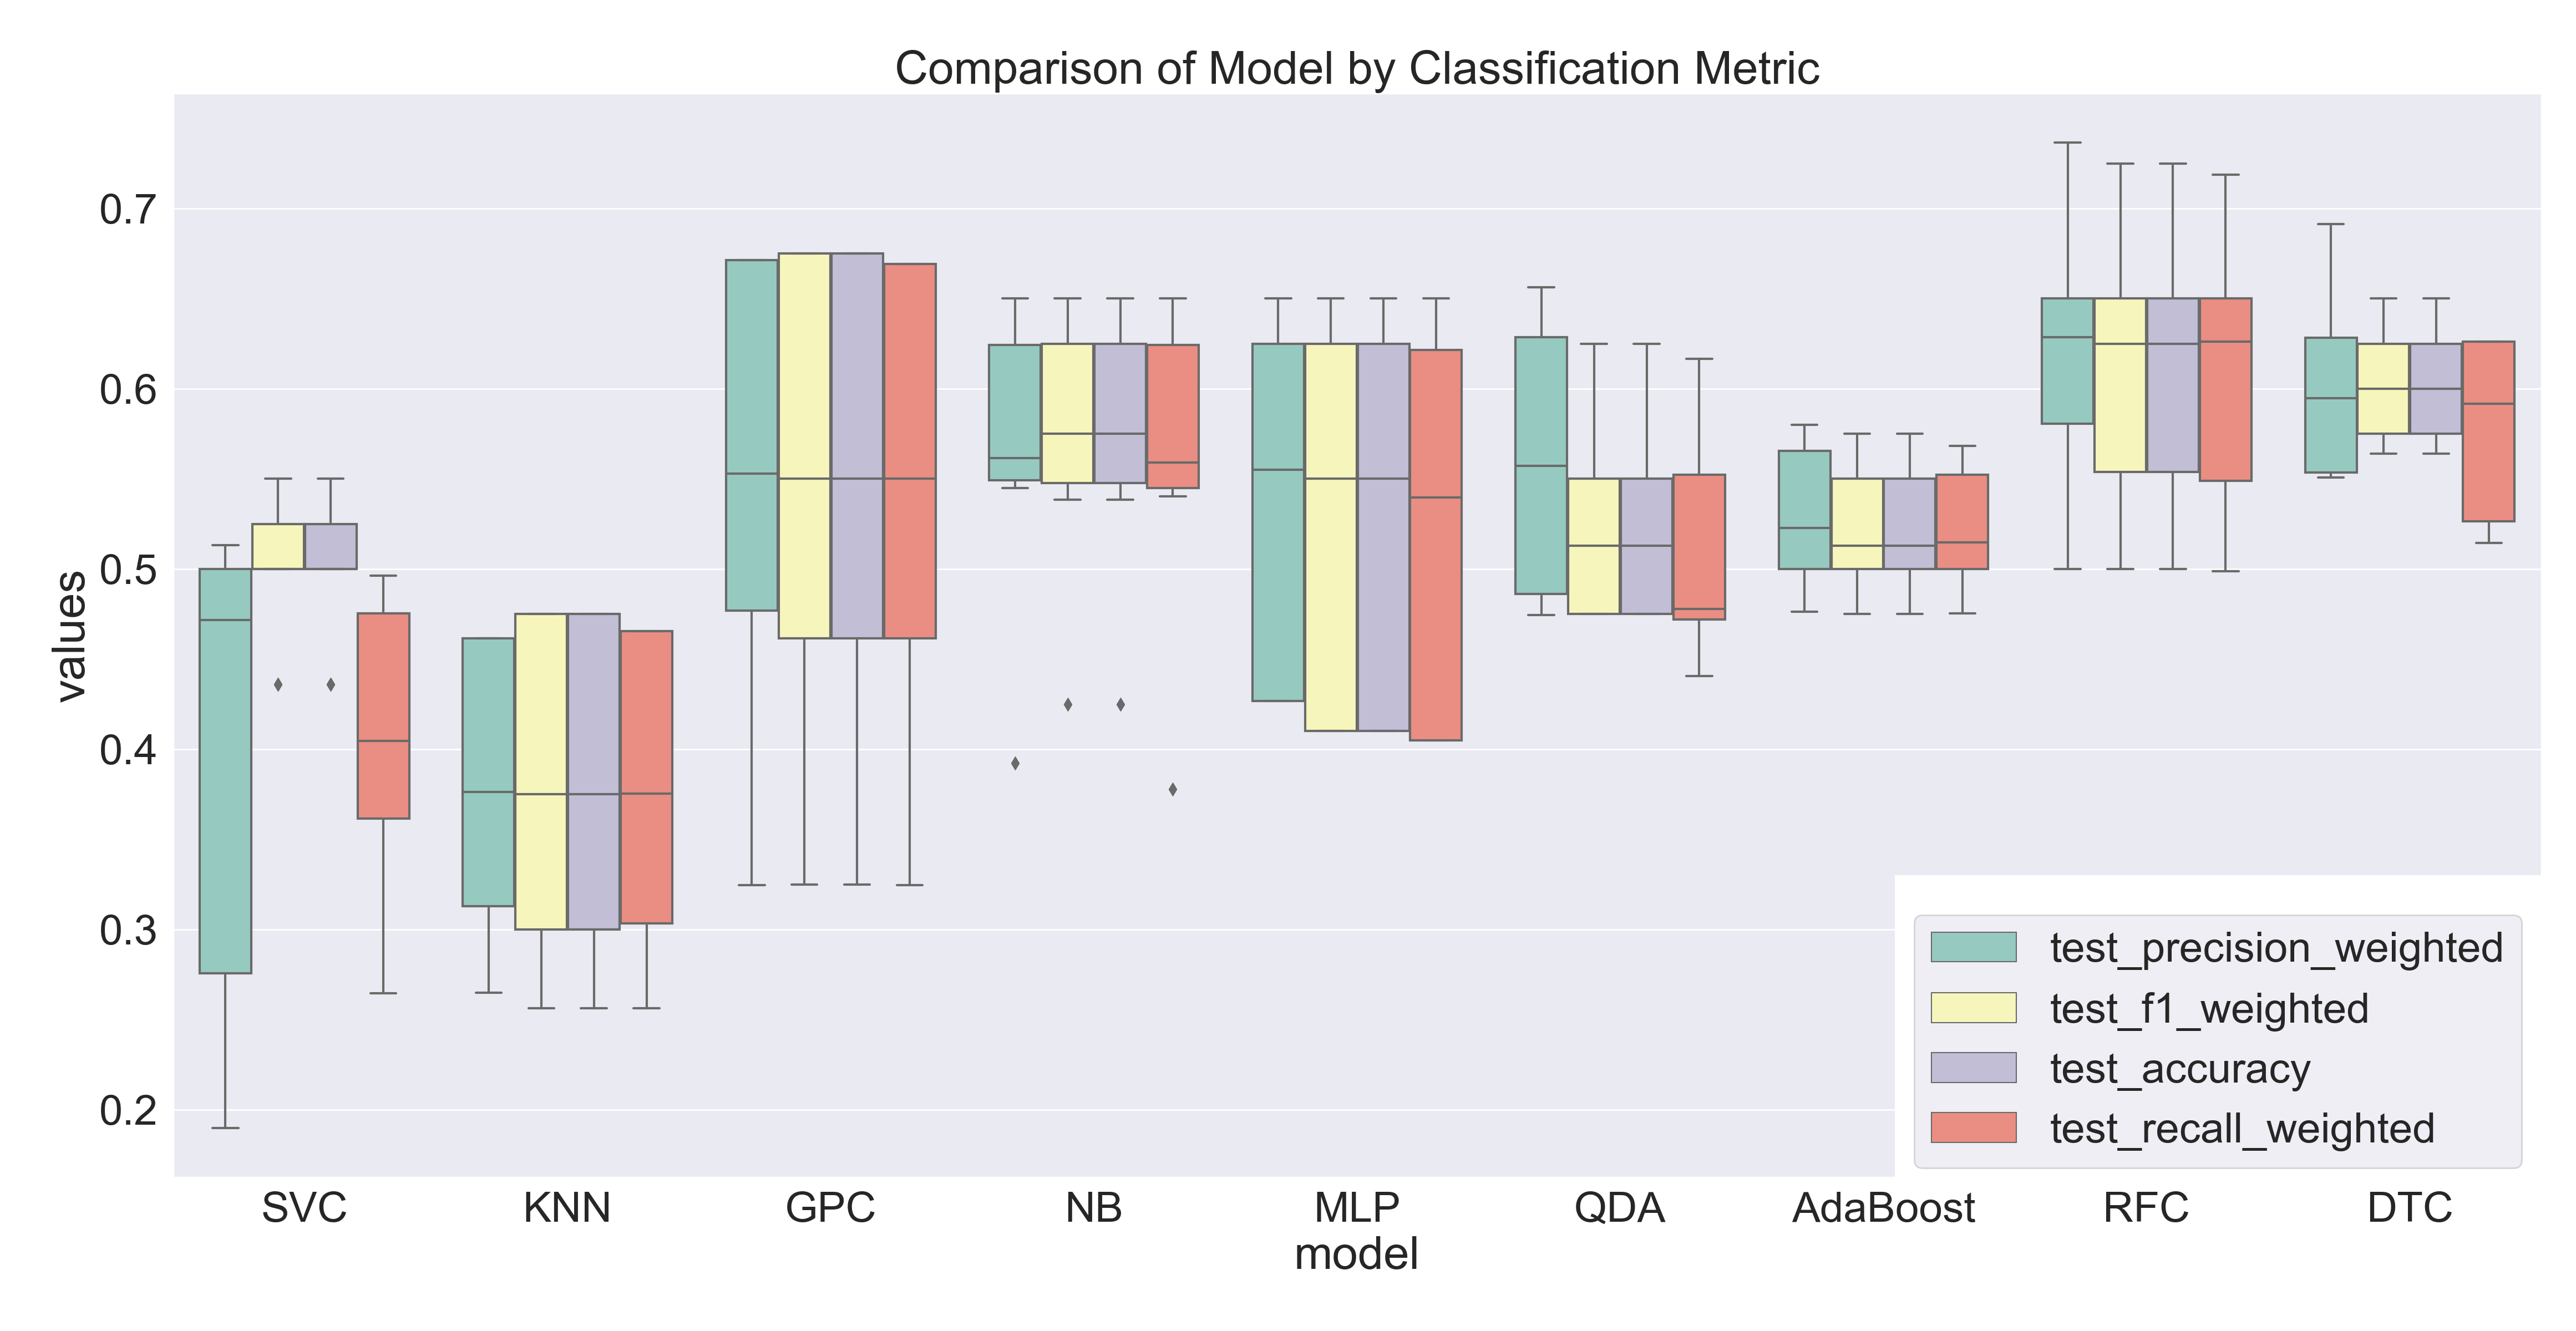 Comparison of Model by Classification Metric
values
0.7
0.6
0.5
0.4
0.3
0.2
SVC KNN GPC NB MLP QDA AdaBoost RFC DTC
model
test_precision_weighted
test_f1_weighted
test_accuracy
test_recall_weighted